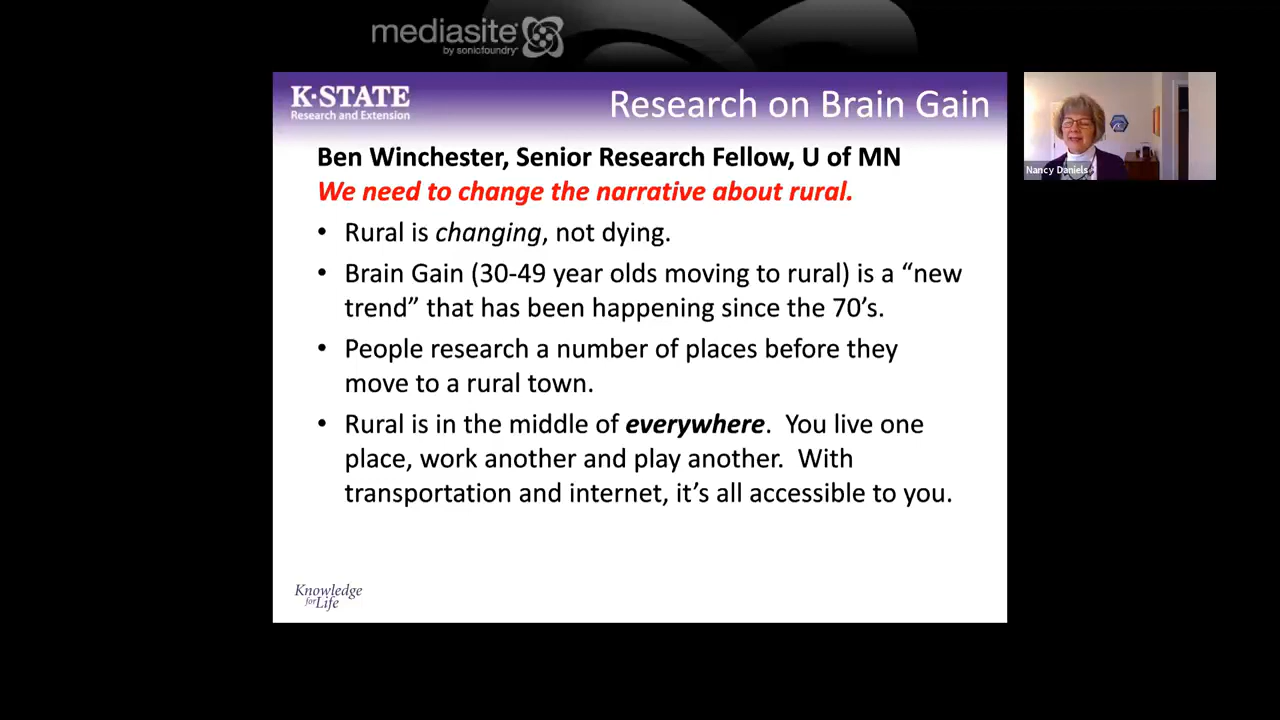 mediasite
by sonicfoundry
K•STATE
Research and Extension
Research on Brain Gain
Ben Winchester, Senior Research Fellow, U of MN
We need to change the narrative about rural.
• Rural is changing, not dying.
• Brain Gain (30-49 year olds moving to rural) is a “new
trend” that has been happening since the 70’s.
• People research a number of places before they
move to a rural town.
• Rural is in the middle of everywhere. You live one
place, work another and play another. With
transportation and internet, it’s all accessible to you.
Knowledge
for Life
Nancy Daniels